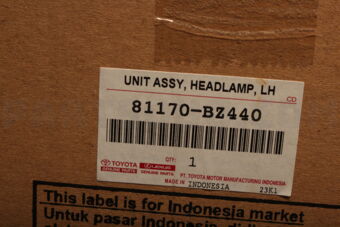 UNIT ASSY, HEADLAMP, LH
CD
81170-BZ440
QTY: 1
TOYOTA LEXUS
GENUINE PARTS GENUINE PARTS
PT. TOYOTA MOTOR MANUFACTURING INDONESIA
MADE IN INDONESIA 23K1
This label is for Indonesia market
Untuk pasar Indonesia